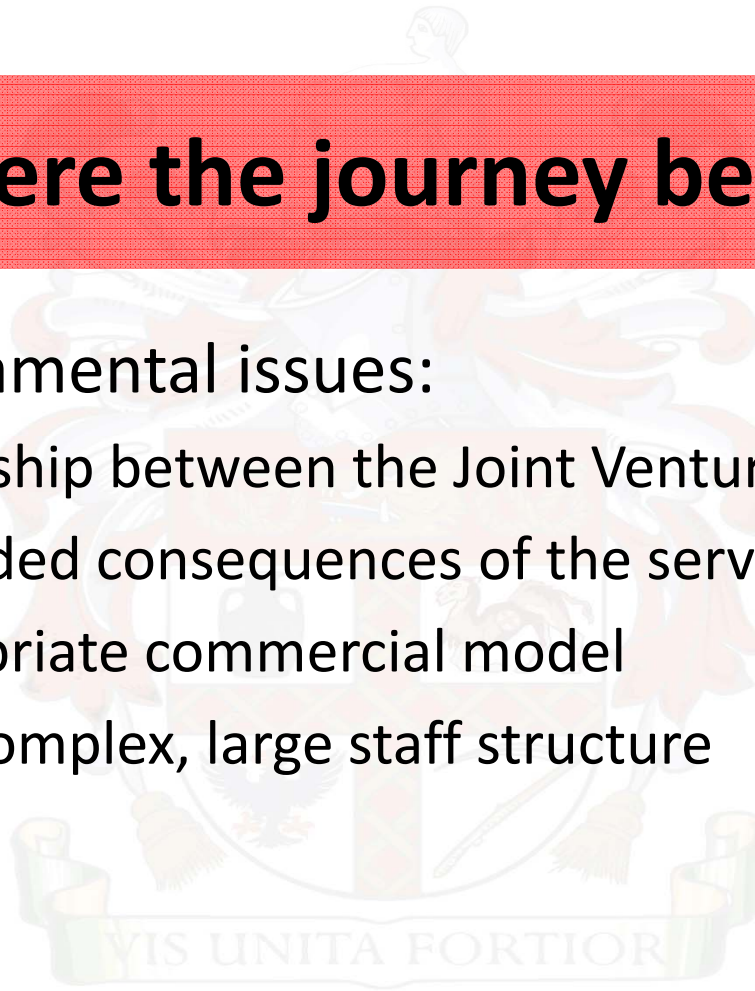 ere the journey be
mental issues:
ship between the Joint Ventur
ded consequences of the serv
priate commercial model
omplex, large staff structure
VIS UNITA FORTIOR